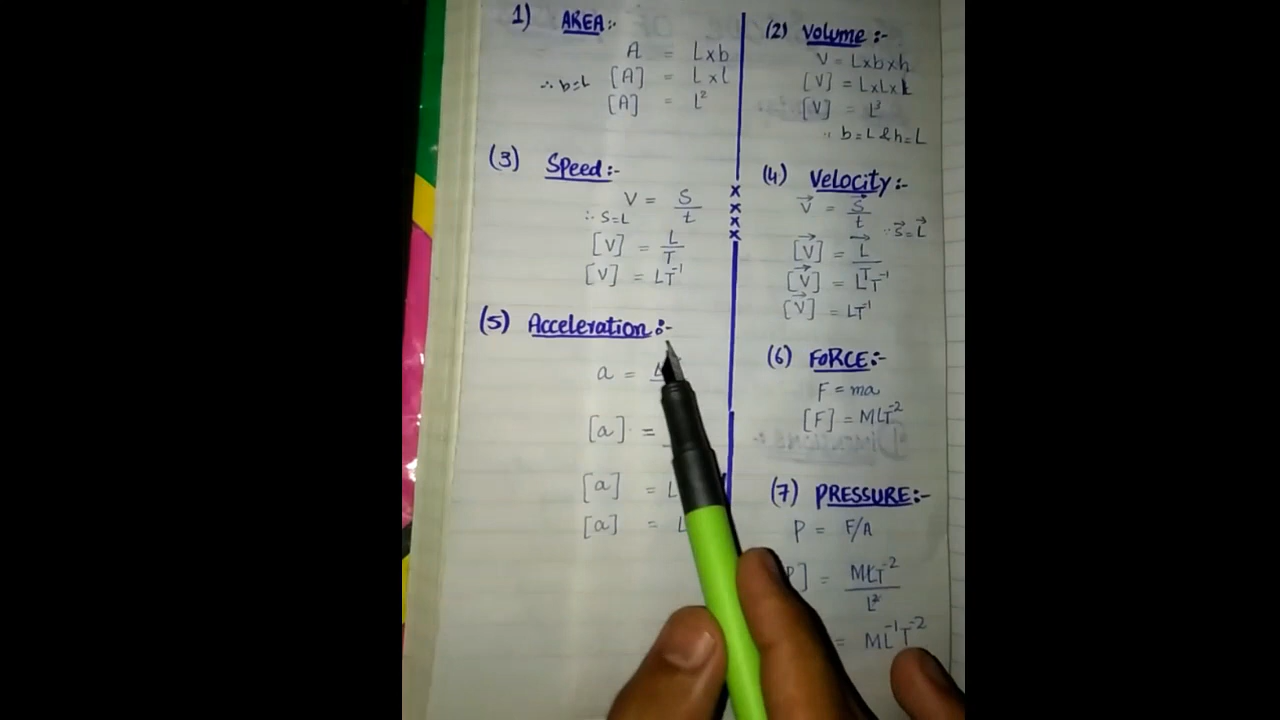 1) AREA:-
A = L×b
∴ b=L [A] = L×L
[A] = L²
(2) Volume :-
V = L×b×h
[V] = L×L×L
[V] = L³
∵ b=L & h=L
(3) Speed:-
V = S/t
∴ S=L
[V] = L/T
[V] = LT⁻¹
(4) Velocity:-
V⃗ = S⃗/t
∵ S⃗=L⃗
[V⃗] = L⃗/T
[V⃗] = LT⁻¹
[V⃗] = LT⁻¹
(5) Acceleration:-
a =
[a] =
[a] = L
[a] = L
(6) FORCE:-
F = ma
[F] = MLT⁻²
(7) PRESSURE:-
P = F/A
P] = MLT⁻²/L²
= ML⁻¹T⁻²